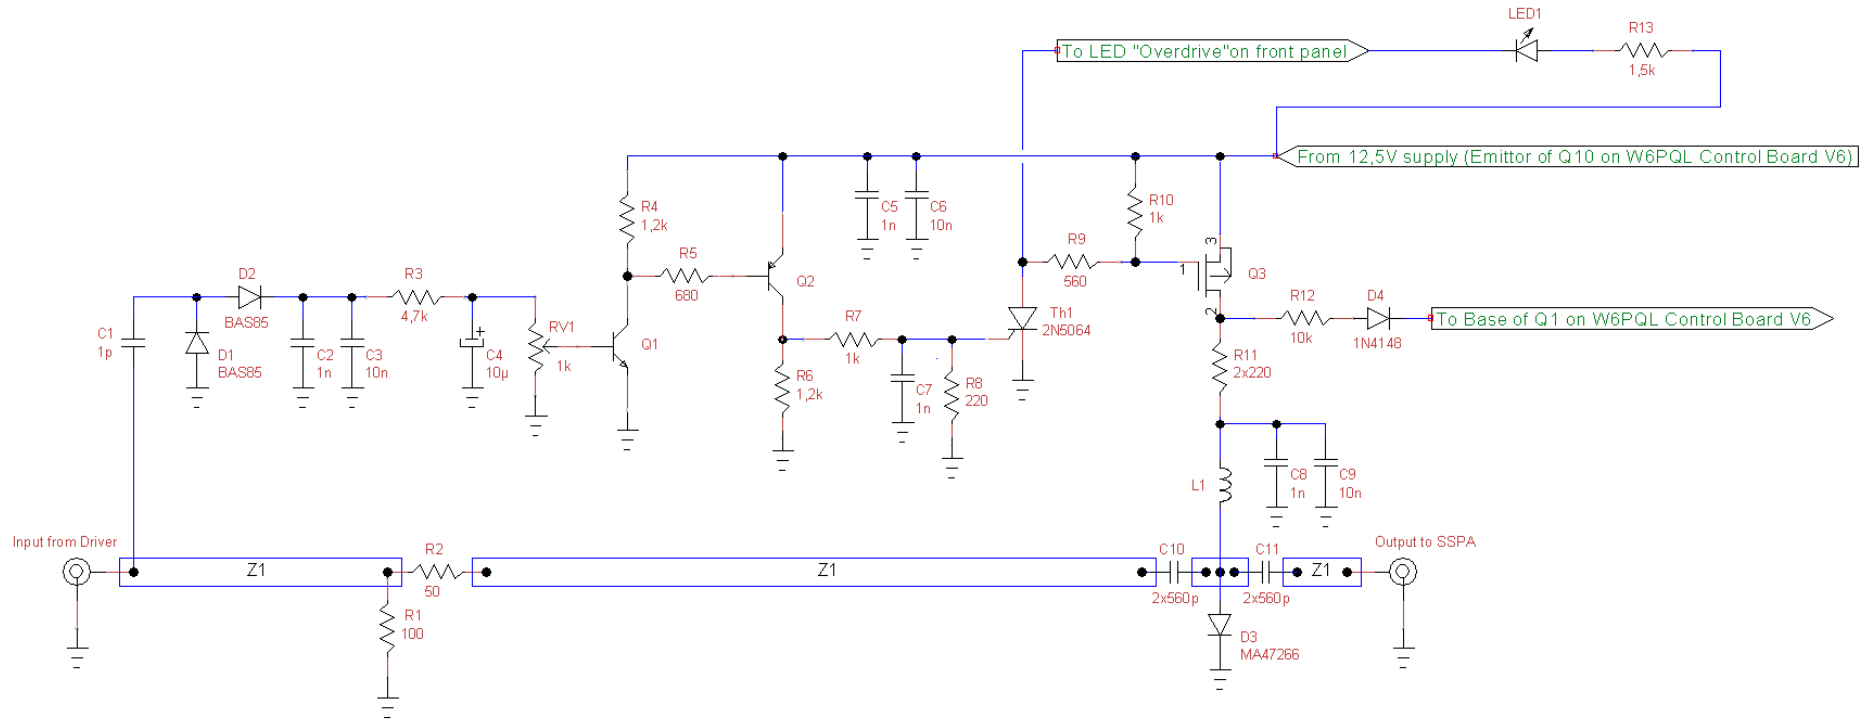 LED1
R13
1,5k
To LED "Overdrive"on front panel
From 12,5V supply (Emittor of Q10 on W6PQL Control Board V6)
R4
1,2k
C5
1n
C6
10n
R10
1k
R5
680
Q2
R9
560
3
1
Q3
2
D2
BAS85
R3
4,7k
C1
1p
D1
BAS85
C2
1n
C3
10n
+
C4
10µ
RV1
1k
Q1
R7
1k
Th1
2N5064
R12
10k
D4
1N4148
To Base of Q1 on W6PQL Control Board V6
R6
1,2k
C7
1n
R8
220
R11
2x220
L1
C8
1n
C9
10n
Input from Driver
Z1
R2
50
Z1
C10
2x560p
C11
2x560p
Z1
Output to SSPA
R1
100
D3
MA47266